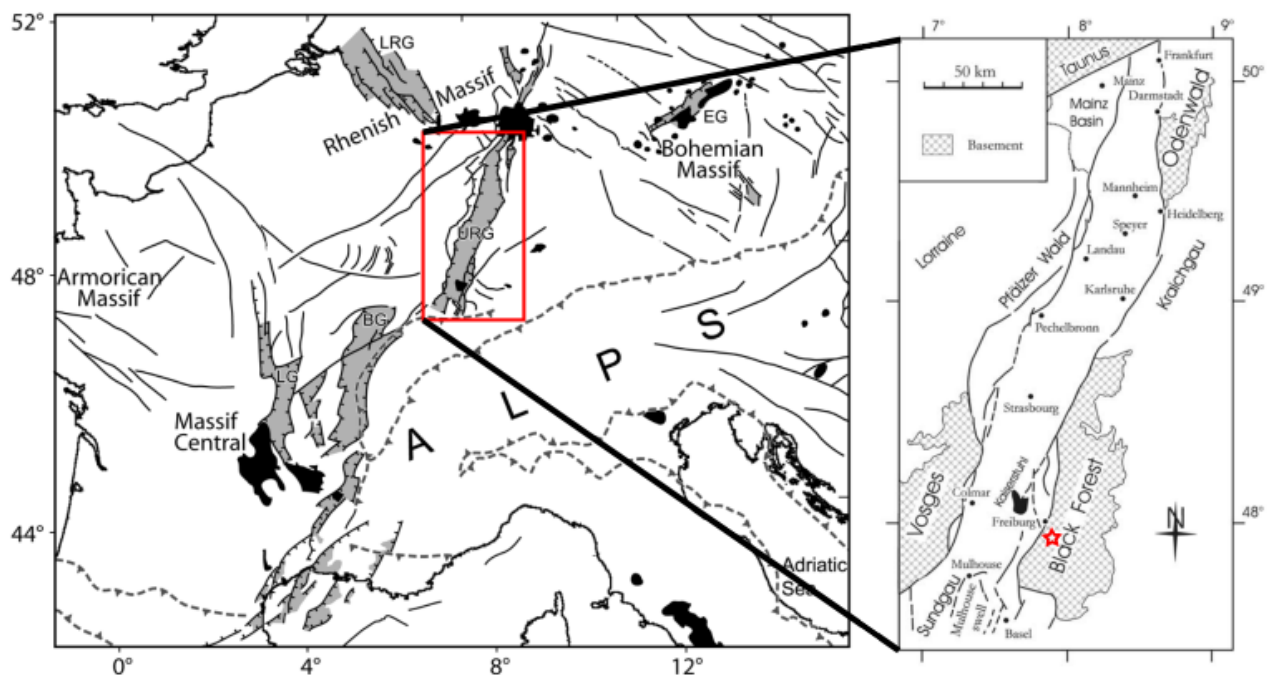 52°
48°
44°
0°
4°
8°
12°
LRG
Rhenish
Massif
EG
Bohemian
Massif
URG
Armorican
Massif
BG
LG
Massif
Central
A
L
P
S
Adriatic
Sea
7°
8°
9°
50°
49°
48°
50 km
Basement
Taunus
Frankfurt
Mainz
Mainz
Basin
Darmstadt
Odenwald
Mannheim
Heidelberg
Speyer
Lorraine
Pfälzer Wald
Landau
Kraichgau
Karlsruhe
Pechelbronn
Strasbourg
Vosges
Colmar
Kaiserstuhl
Freiburg
Black Forest
N
Mulhouse
Sundgau
Mulhouse
swell
Basel